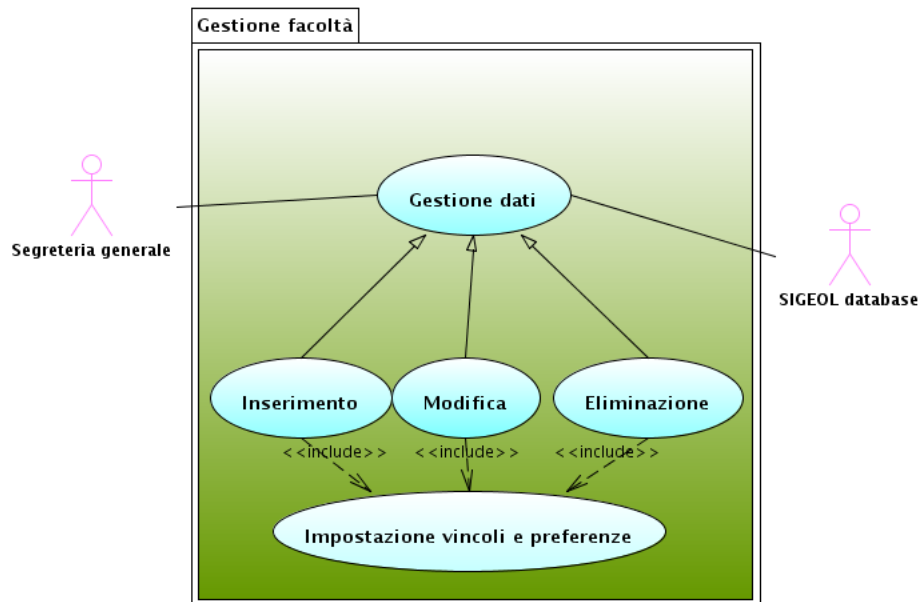 Gestione facoltà
Gestione dati
Segreteria generale
SIGEOL database
Inserimento
Modifica
Eliminazione
<<include>>
<<include>>
<<include>>
Impostazione vincoli e preferenze